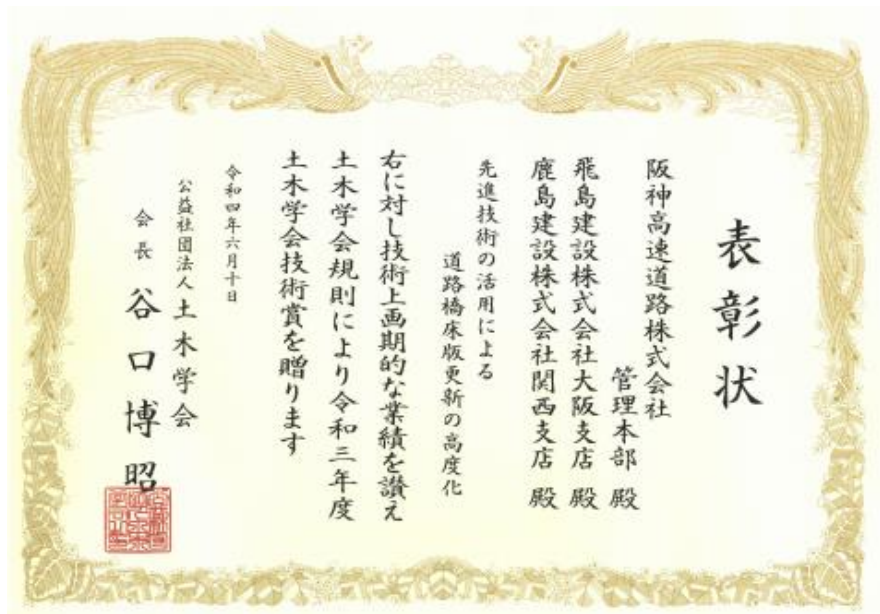 表彰状
阪神高速道路株式会社
管理本部 殿
飛島建設株式会社大阪支店 殿
鹿島建設株式会社関西支店 殿
先進技術の活用による
道路橋床版更新の高度化
右に対し技術上画期的な業績を讃え
土木学会規則により令和三年度
土木学会技術賞を贈ります
令和四年六月十日
公益社団法人 土木学会
会長 谷口博昭